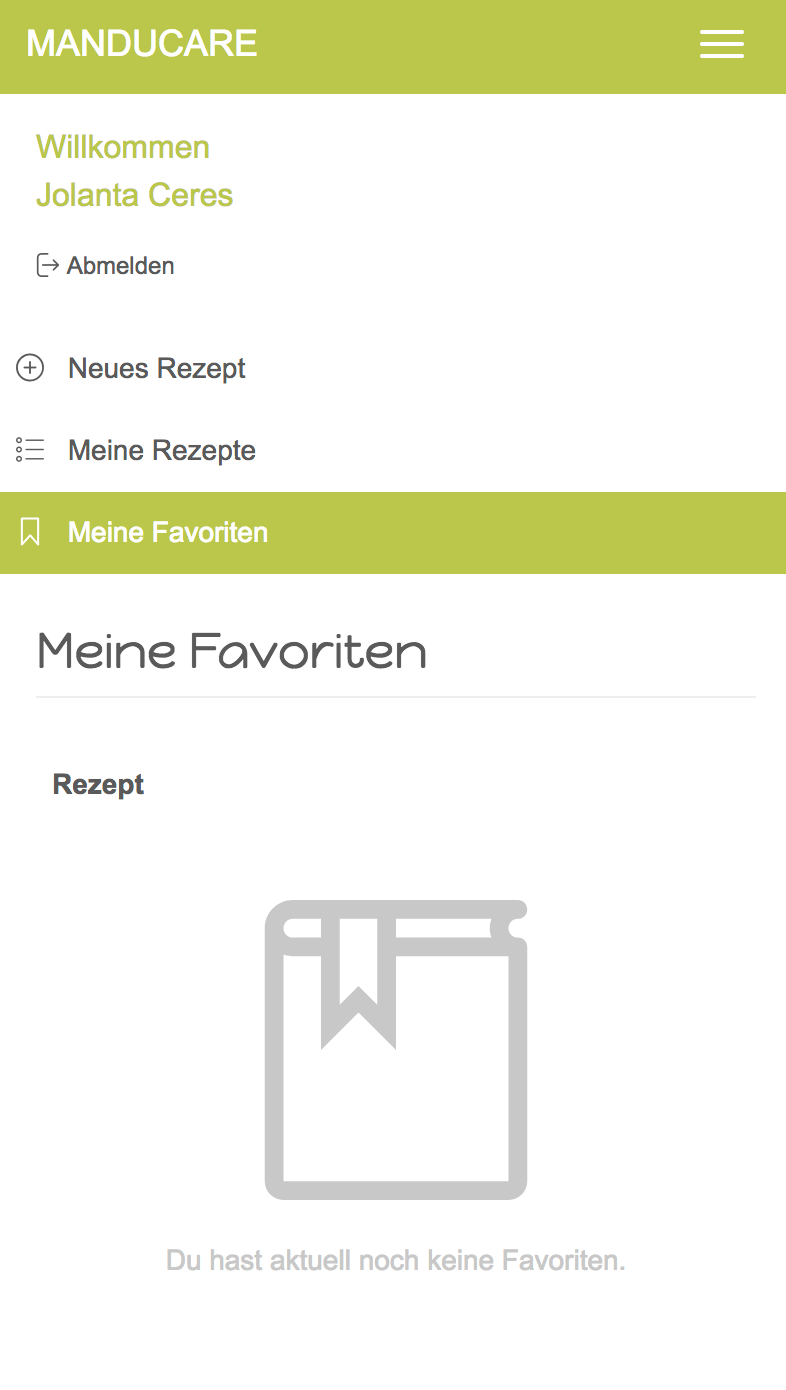 MANDUCARE
Willkommen
Jolanta Ceres
Abmelden
Neues Rezept
Meine Rezepte
Meine Favoriten
Meine Favoriten
Rezept
Du hast aktuell noch keine Favoriten.